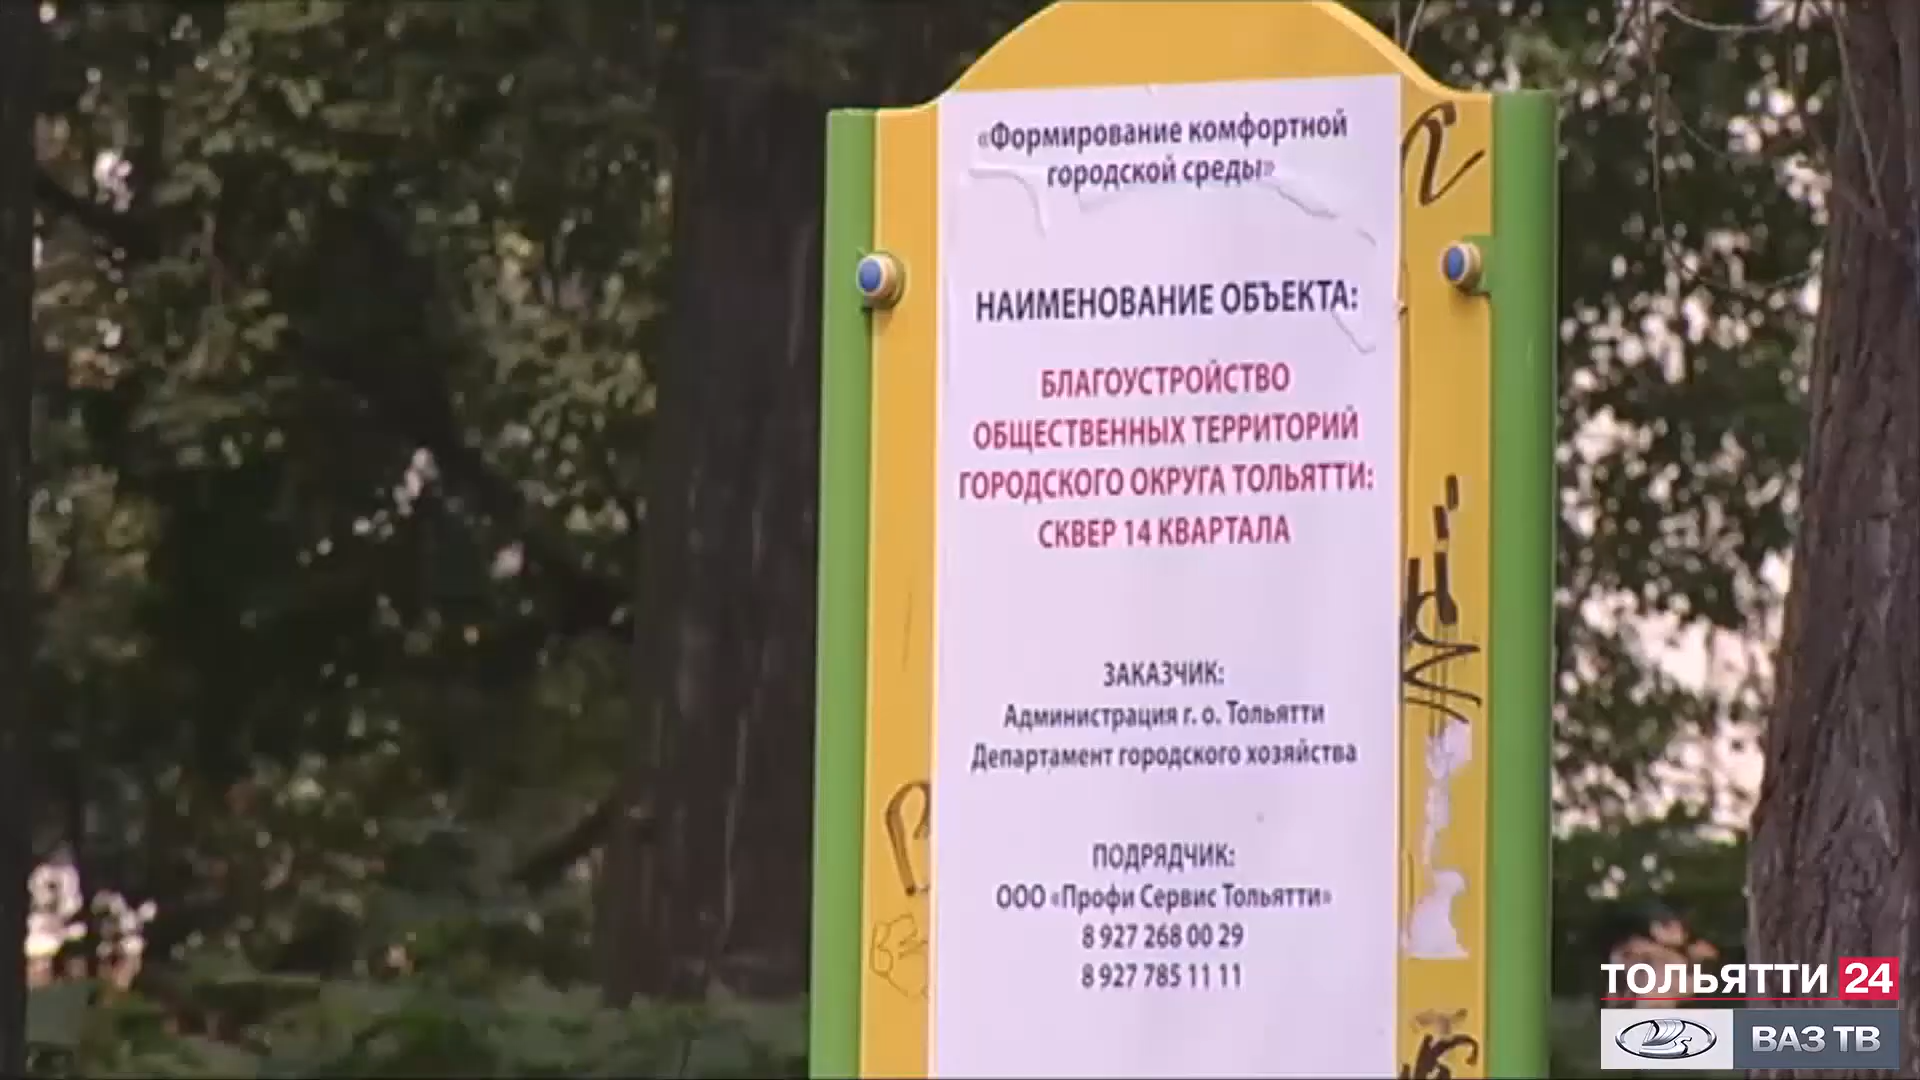 «Формирование комфортной
городской среды»
НАИМЕНОВАНИЕ ОБЪЕКТА:
БЛАГОУСТРОЙСТВО
ОБЩЕСТВЕННЫХ ТЕРРИТОРИЙ
ГОРОДСКОГО ОКРУГА ТОЛЬЯТТИ:
СКВЕР 14 КВАРТАЛА
ЗАКАЗЧИК:
Администрация г. о. Тольятти
Департамент городского хозяйства
ПОДРЯДЧИК:
ООО «Профи Сервис Тольятти»
8 927 268 00 29
8 927 785 11 11
ТОЛЬЯТТИ 24
ВАЗ ТВ